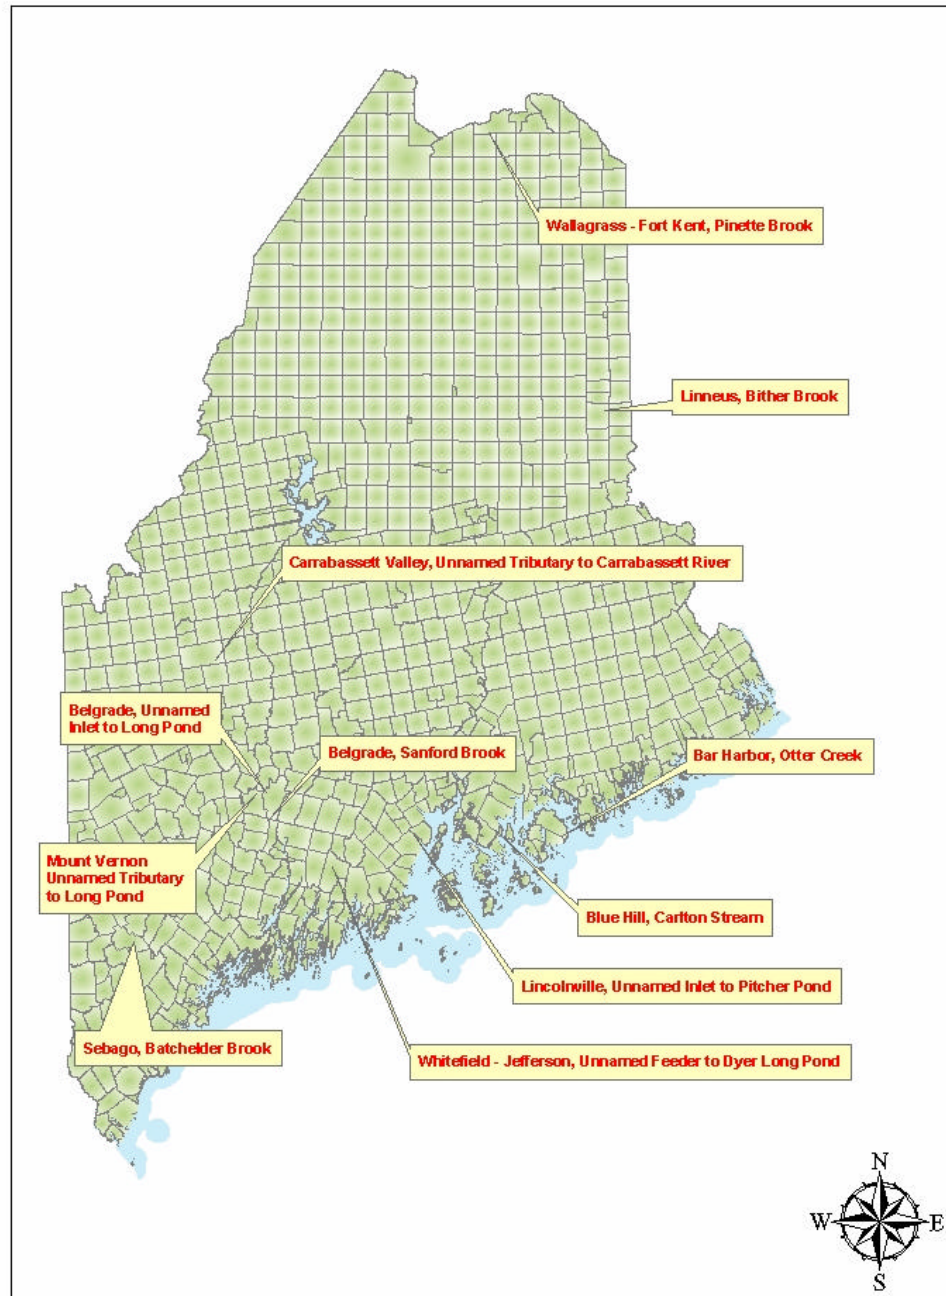 Wallagrass - Fort Kent, Pinette Brook
Linneus, Bither Brook
Carrabassett Valley, Unnamed Tributary to Carrabassett River
Belgrade, Unnamed
Inlet to Long Pond
Belgrade, Sanford Brook
Bar Harbor, Otter Creek
Mount Vernon
Unnamed Tributary
to Long Pond
Blue Hill, Carlton Stream
Lincolnville, Unnamed Inlet to Pitcher Pond
Sebago, Batchelder Brook
Whitefield - Jefferson, Unnamed Feeder to Dyer Long Pond
N
W E
S